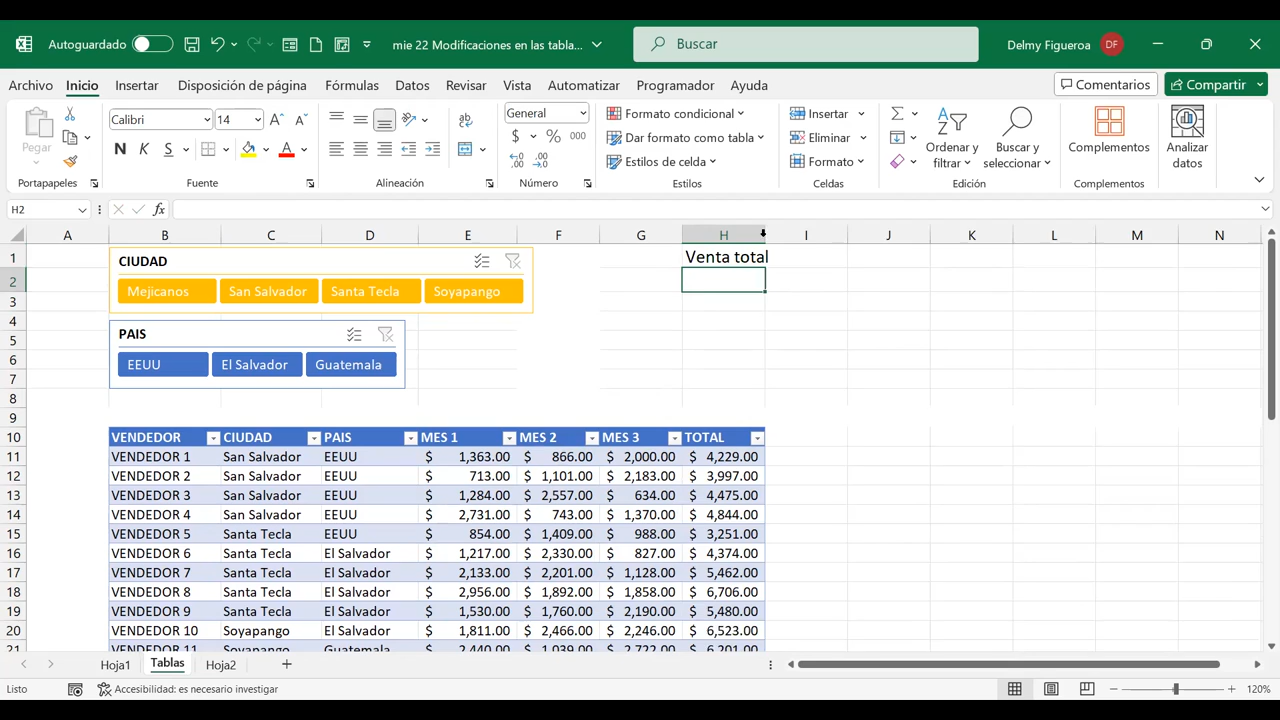 Autoguardado mie 22 Modificaciones en las tabla... Buscar Delmy Figueroa DF
Archivo Inicio Insertar Disposición de página Fórmulas Datos Revisar Vista Automatizar Programador Ayuda Comentarios Compartir
Pegar Calibri 14 General Formato condicional Insertar Ordenar y filtrar Buscar y seleccionar Complementos Analizar datos
N K S A $ % 000 Dar formato como tabla Eliminar
Estilos de celda Formato
Portapapeles Fuente Alineación Número Estilos Celdas Edición Complementos
H2 fx
A B C D E F G H I J K L M N
1 CIUDAD Venta total
2 Mejicanos San Salvador Santa Tecla Soyapango
3
4 PAIS
5
6 EEUU El Salvador Guatemala
7
8
9
10 VENDEDOR CIUDAD PAIS MES 1 MES 2 MES 3 TOTAL
11 VENDEDOR 1 San Salvador EEUU $ 1,363.00 $ 866.00 $ 2,000.00 $ 4,229.00
12 VENDEDOR 2 San Salvador EEUU $ 713.00 $ 1,101.00 $ 2,183.00 $ 3,997.00
13 VENDEDOR 3 San Salvador EEUU $ 1,284.00 $ 2,557.00 $ 634.00 $ 4,475.00
14 VENDEDOR 4 San Salvador EEUU $ 2,731.00 $ 743.00 $ 1,370.00 $ 4,844.00
15 VENDEDOR 5 Santa Tecla EEUU $ 854.00 $ 1,409.00 $ 988.00 $ 3,251.00
16 VENDEDOR 6 Santa Tecla El Salvador $ 1,217.00 $ 2,330.00 $ 827.00 $ 4,374.00
17 VENDEDOR 7 Santa Tecla El Salvador $ 2,133.00 $ 2,201.00 $ 1,128.00 $ 5,462.00
18 VENDEDOR 8 Santa Tecla El Salvador $ 2,956.00 $ 1,892.00 $ 1,858.00 $ 6,706.00
19 VENDEDOR 9 Santa Tecla El Salvador $ 1,530.00 $ 1,760.00 $ 2,190.00 $ 5,480.00
20 VENDEDOR 10 Soyapango El Salvador $ 1,811.00 $ 2,466.00 $ 2,246.00 $ 6,523.00
21 VENDEDOR 11 Soyapango Guatemala $ 2,440.00 $ 1,039.00 $ 2,722.00 $ 6,201.00
Hoja1 Tablas Hoja2
Listo Accesibilidad: es necesario investigar 120%